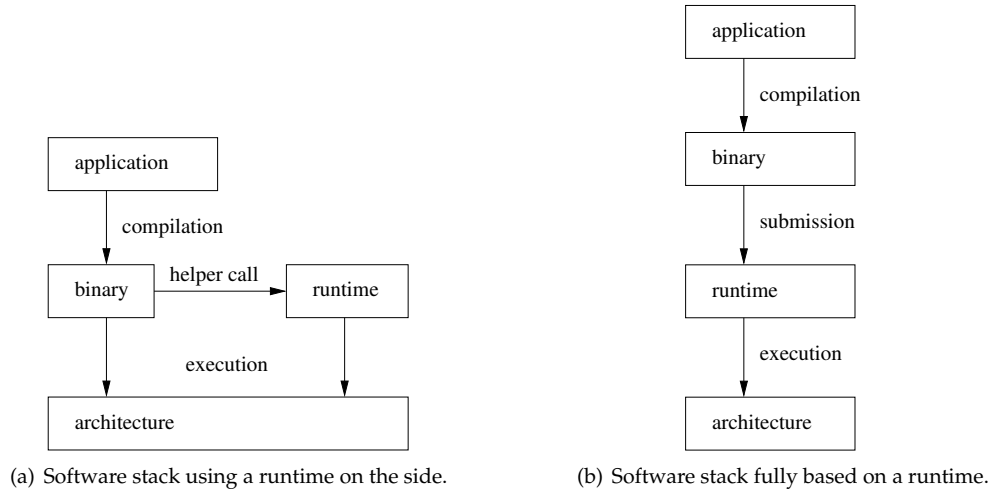 application
compilation
binary
helper call
runtime
execution
architecture
(a) Software stack using a runtime on the side.
application
compilation
binary
submission
runtime
execution
architecture
(b) Software stack fully based on a runtime.